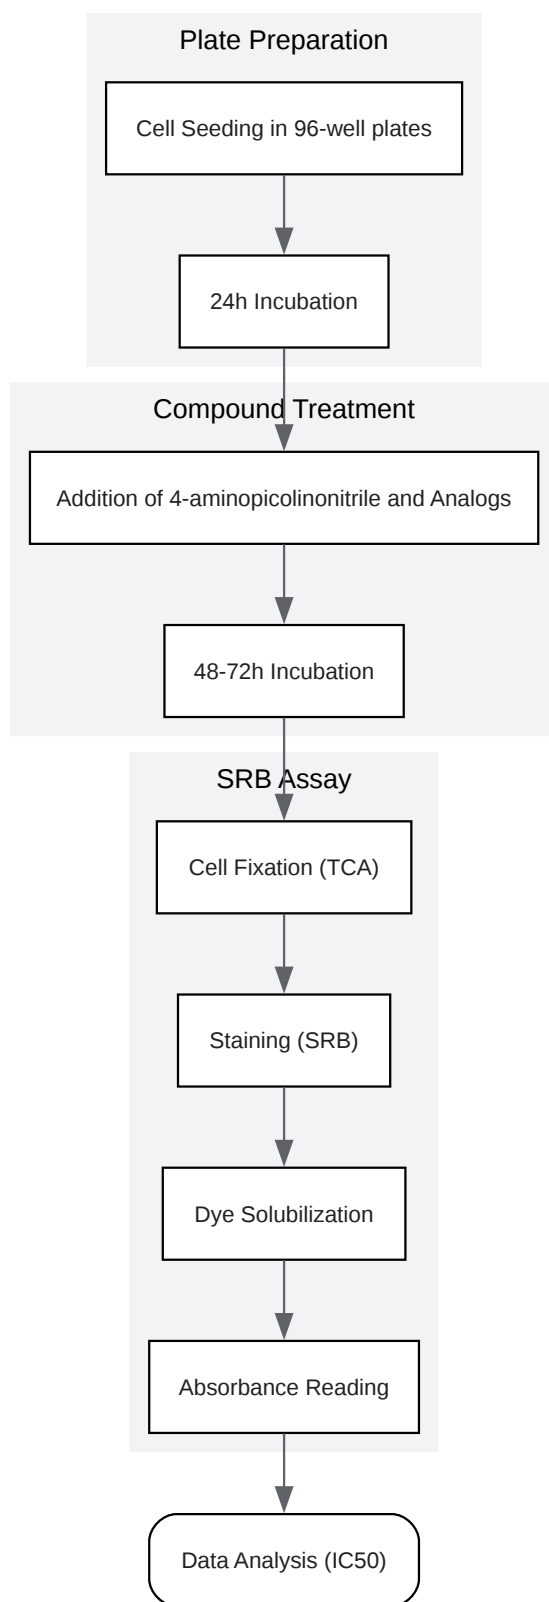 Plate Preparation
Cell Seeding in 96-well plates
24h Incubation
Compound Treatment
Addition of 4-aminopicolinonitrile and Analogs
48-72h Incubation
SRB Assay
Cell Fixation (TCA)
Staining (SRB)
Dye Solubilization
Absorbance Reading
Data Analysis (IC50)